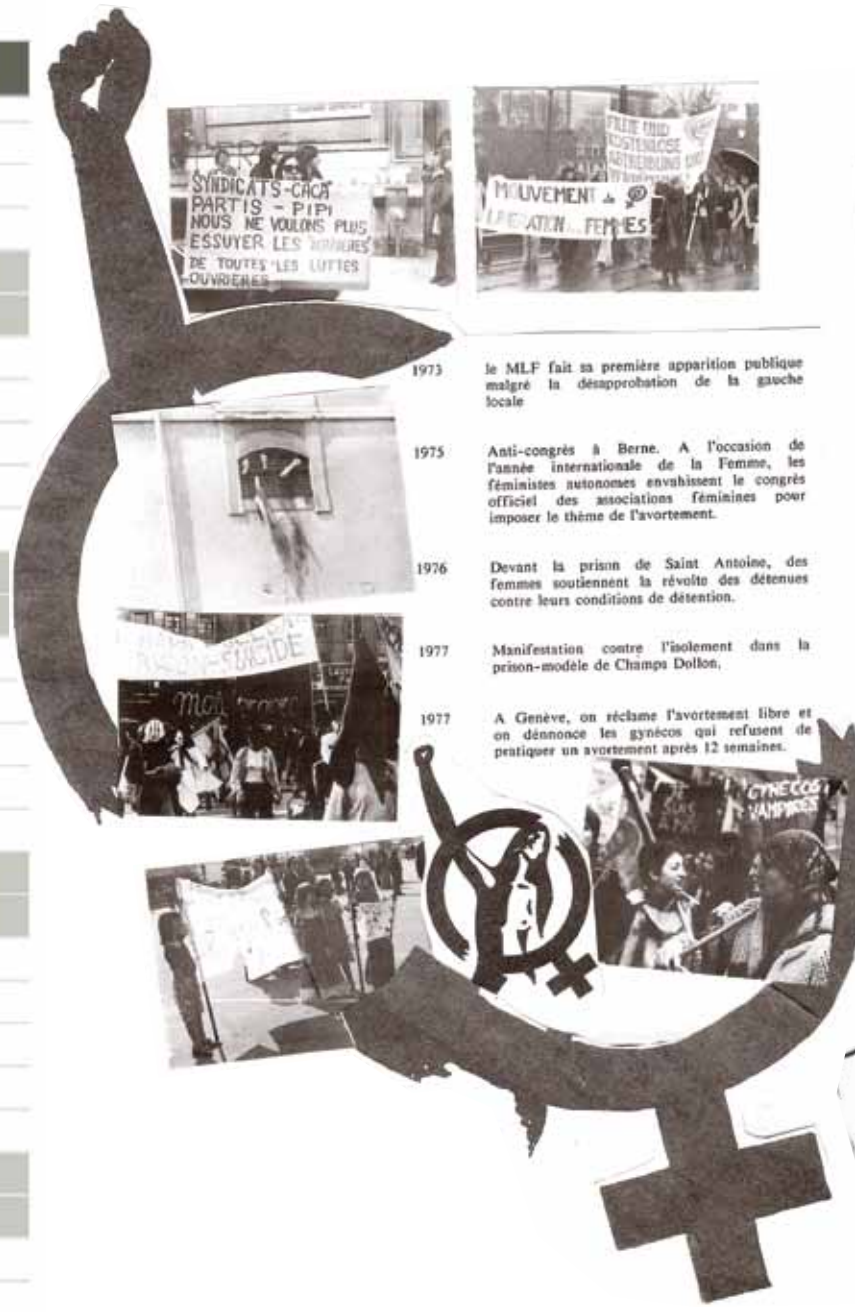 SYNDICATS-CACA
PARTIS - PIPI
NOUS NE VOULONS PLUS
ESSUYER LES DERRIERES
DE TOUTES LES LUTTES
OUVRIERES
KOSTENLOSE
MOUVEMENT de
LIBERATION FEMMES
1973 le MLF fait sa première apparition publique
malgré la désapprobation de la gauche
locale
1975 Anti-congrès à Berne. A l'occasion de
l'année internationale de la Femme, les
féministes autonomes envahissent le congrès
officiel des associations féminines pour
imposer le thème de l'avortement.
1976 Devant la prison de Saint Antoine, des
femmes soutiennent la révolte des détenues
contre leurs conditions de détention.
1977 Manifestation contre l'isolement dans la
prison-modèle de Champs Dollon.
1977 A Genève, on réclame l'avortement libre et
on dénnonce les gynécos qui refusent de
pratiquer un avortement après 12 semaines.
SUICIDE
GYNECOS
VAMPIRES